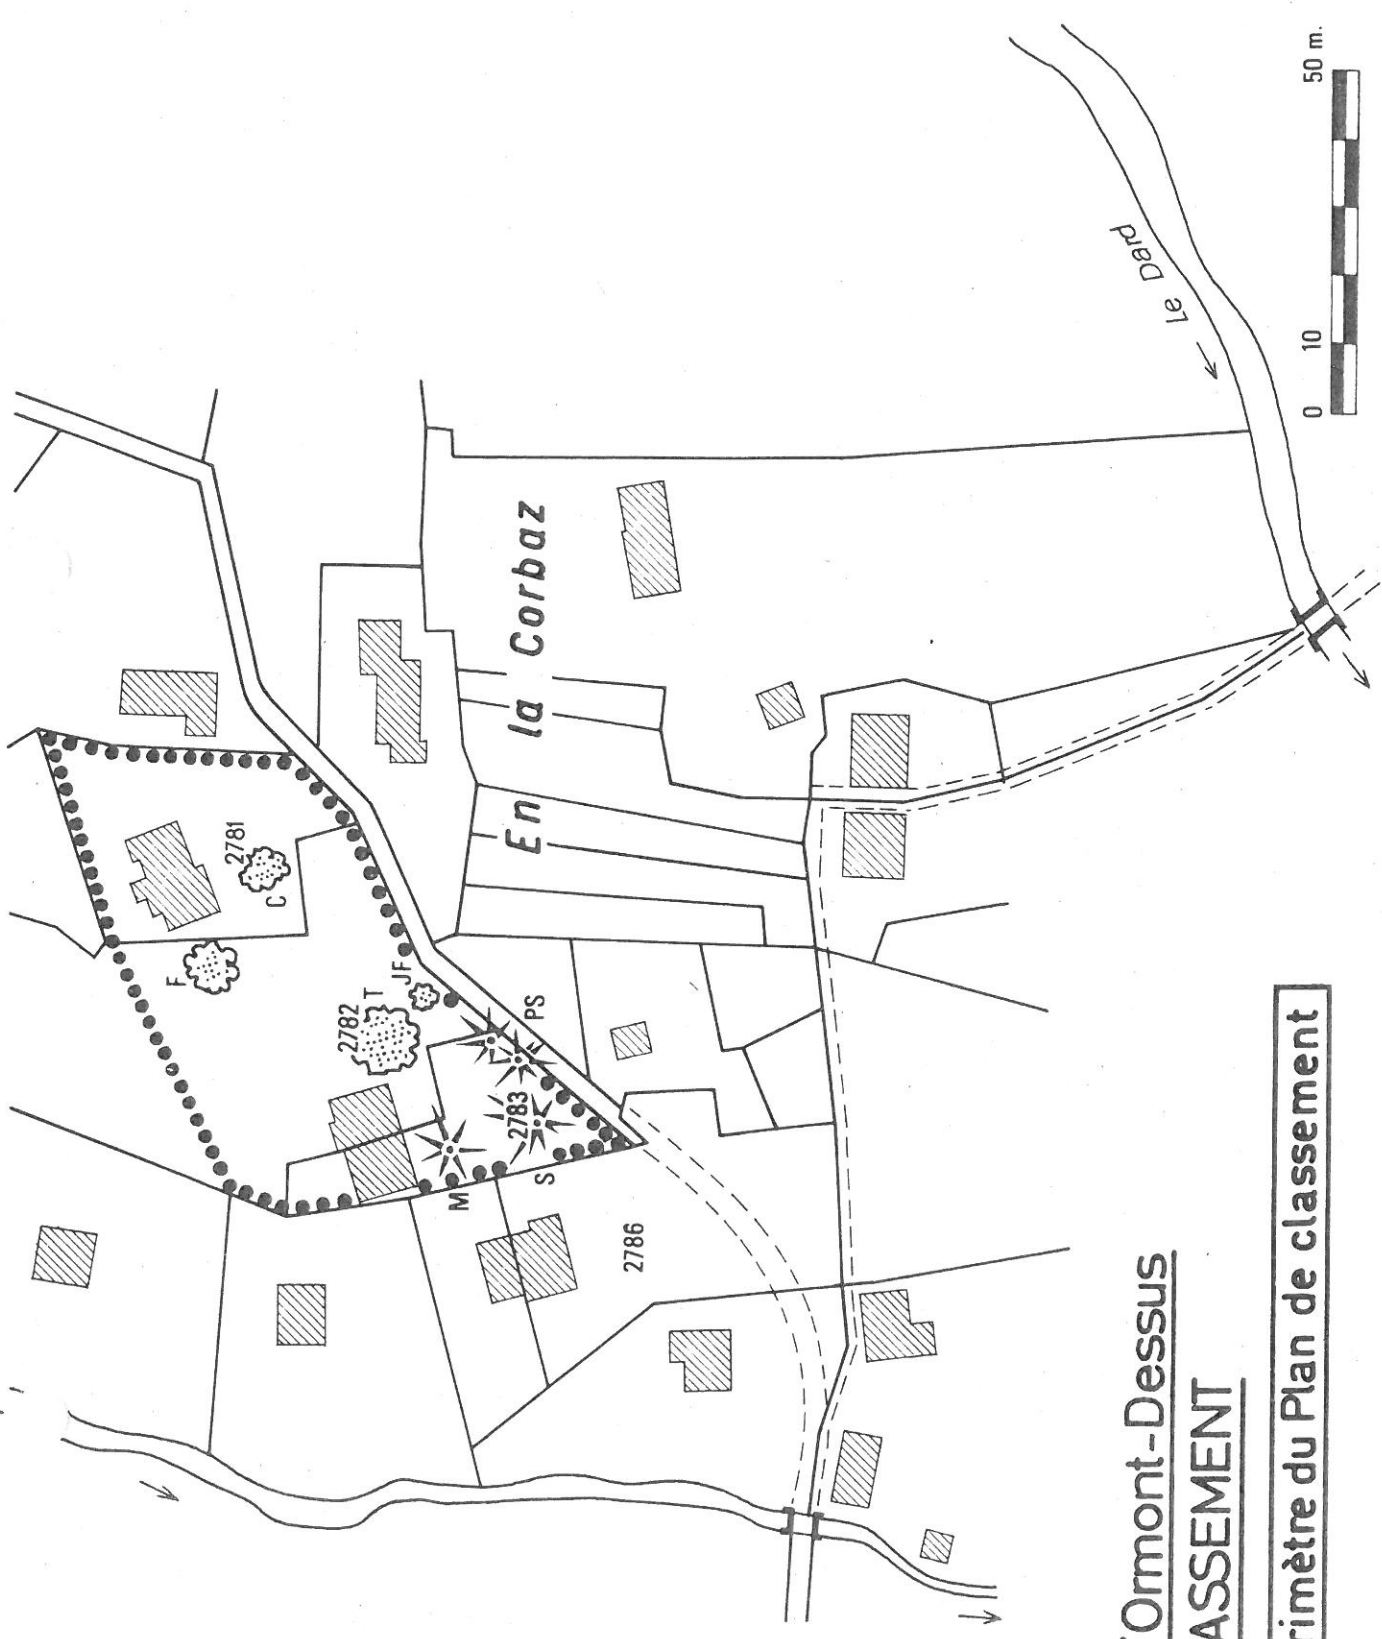 50 m.
10
0
Le Dard
En la Corbaz
2781
C
F
JF
T
2782
PS
2783
M
S
2786
'Ormont-Dessus
ASSEMENT
rimètre du Plan de classement